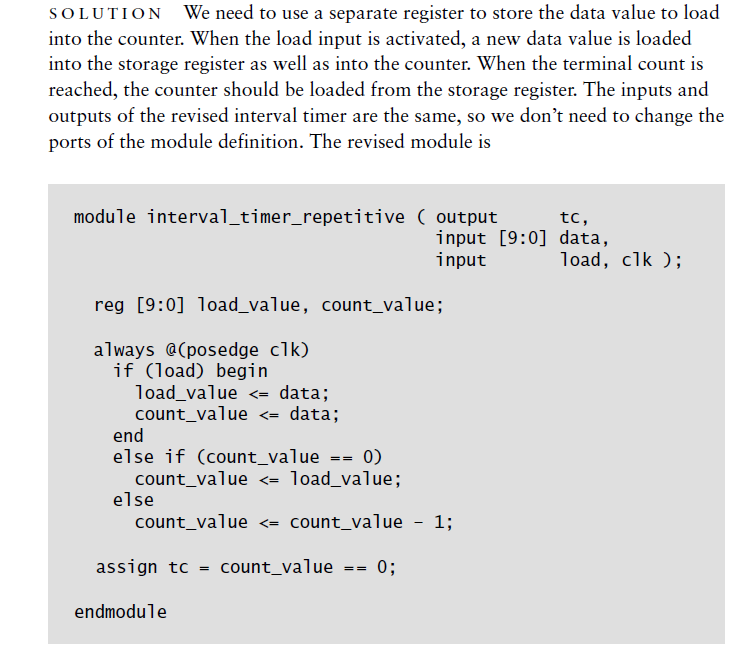 SOLUTION We need to use a separate register to store the data value to load
into the counter. When the load input is activated, a new data value is loaded
into the storage register as well as into the counter. When the terminal count is
reached, the counter should be loaded from the storage register. The inputs and
outputs of the revised interval timer are the same, so we don’t need to change the
ports of the module definition. The revised module is
module interval_timer_repetitive ( output tc,
input [9:0] data,
input load, clk );
reg [9:0] load_value, count_value;
always @(posedge clk)
if (load) begin
load_value <= data;
count_value <= data;
end
else if (count_value == 0)
count_value <= load_value;
else
count_value <= count_value - 1;
assign tc = count_value == 0;
endmodule